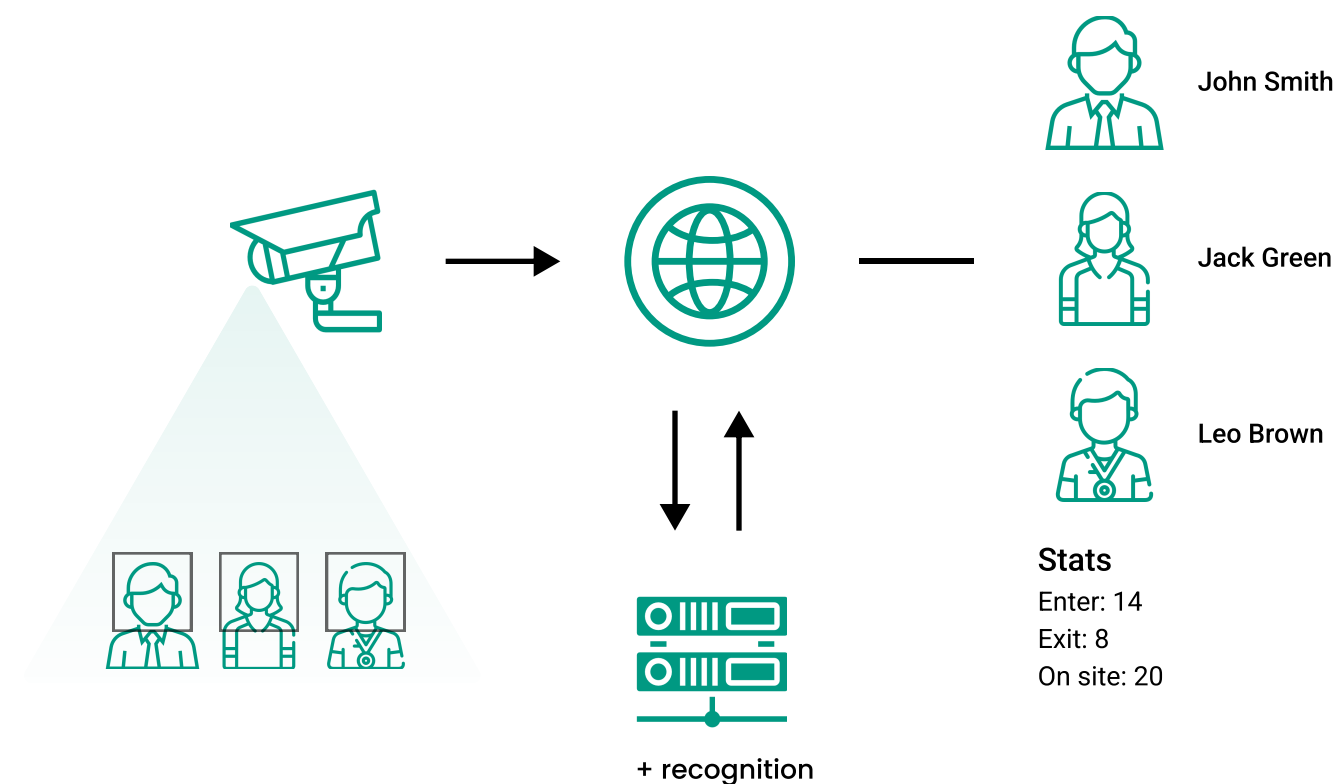 John Smith
Jack Green
Leo Brown
Stats
Enter: 14
Exit: 8
On site: 20
+ recognition